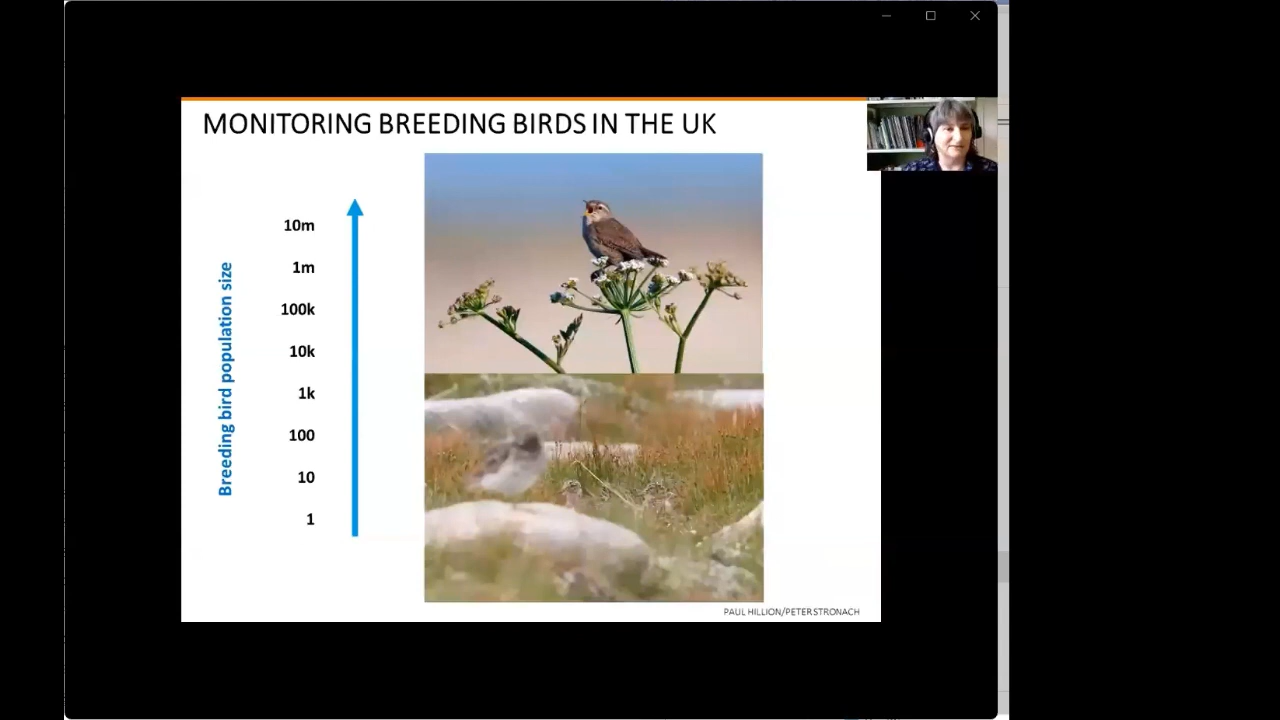 MONITORING BREEDING BIRDS IN THE UK
Breeding bird population size
10m
1m
100k
10k
1k
100
10
1
PAUL HILLION/PETER STRONACH